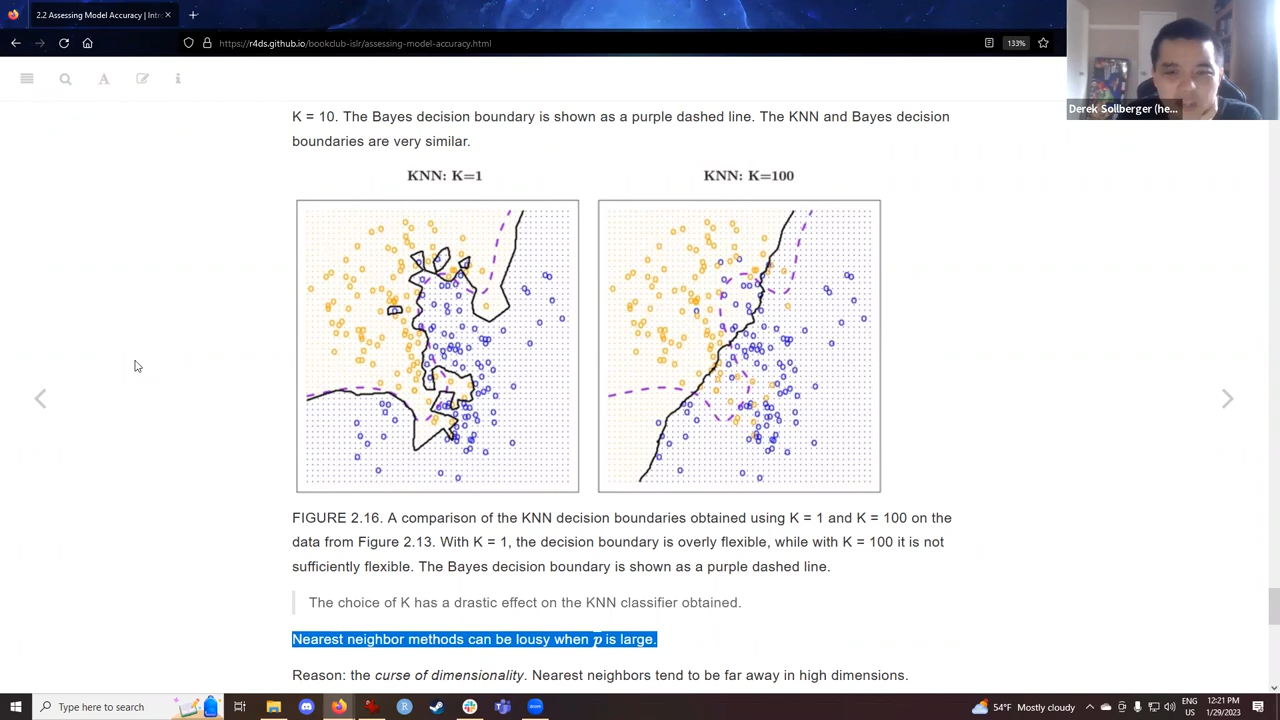 2.2 Assessing Model Accuracy | Intr
https://r4ds.github.io/bookclub-islr/assessing-model-accuracy.html
133%
Derek Sollberger (he...
K = 10. The Bayes decision boundary is shown as a purple dashed line. The KNN and Bayes decision
boundaries are very similar.
KNN: K=1
KNN: K=100
FIGURE 2.16. A comparison of the KNN decision boundaries obtained using K = 1 and K = 100 on the
data from Figure 2.13. With K = 1, the decision boundary is overly flexible, while with K = 100 it is not
sufficiently flexible. The Bayes decision boundary is shown as a purple dashed line.
The choice of K has a drastic effect on the KNN classifier obtained.
Nearest neighbor methods can be lousy when p is large.
Reason: the curse of dimensionality. Nearest neighbors tend to be far away in high dimensions.
Type here to search
54°F Mostly cloudy
ENG
US
12:21 PM
1/29/2023